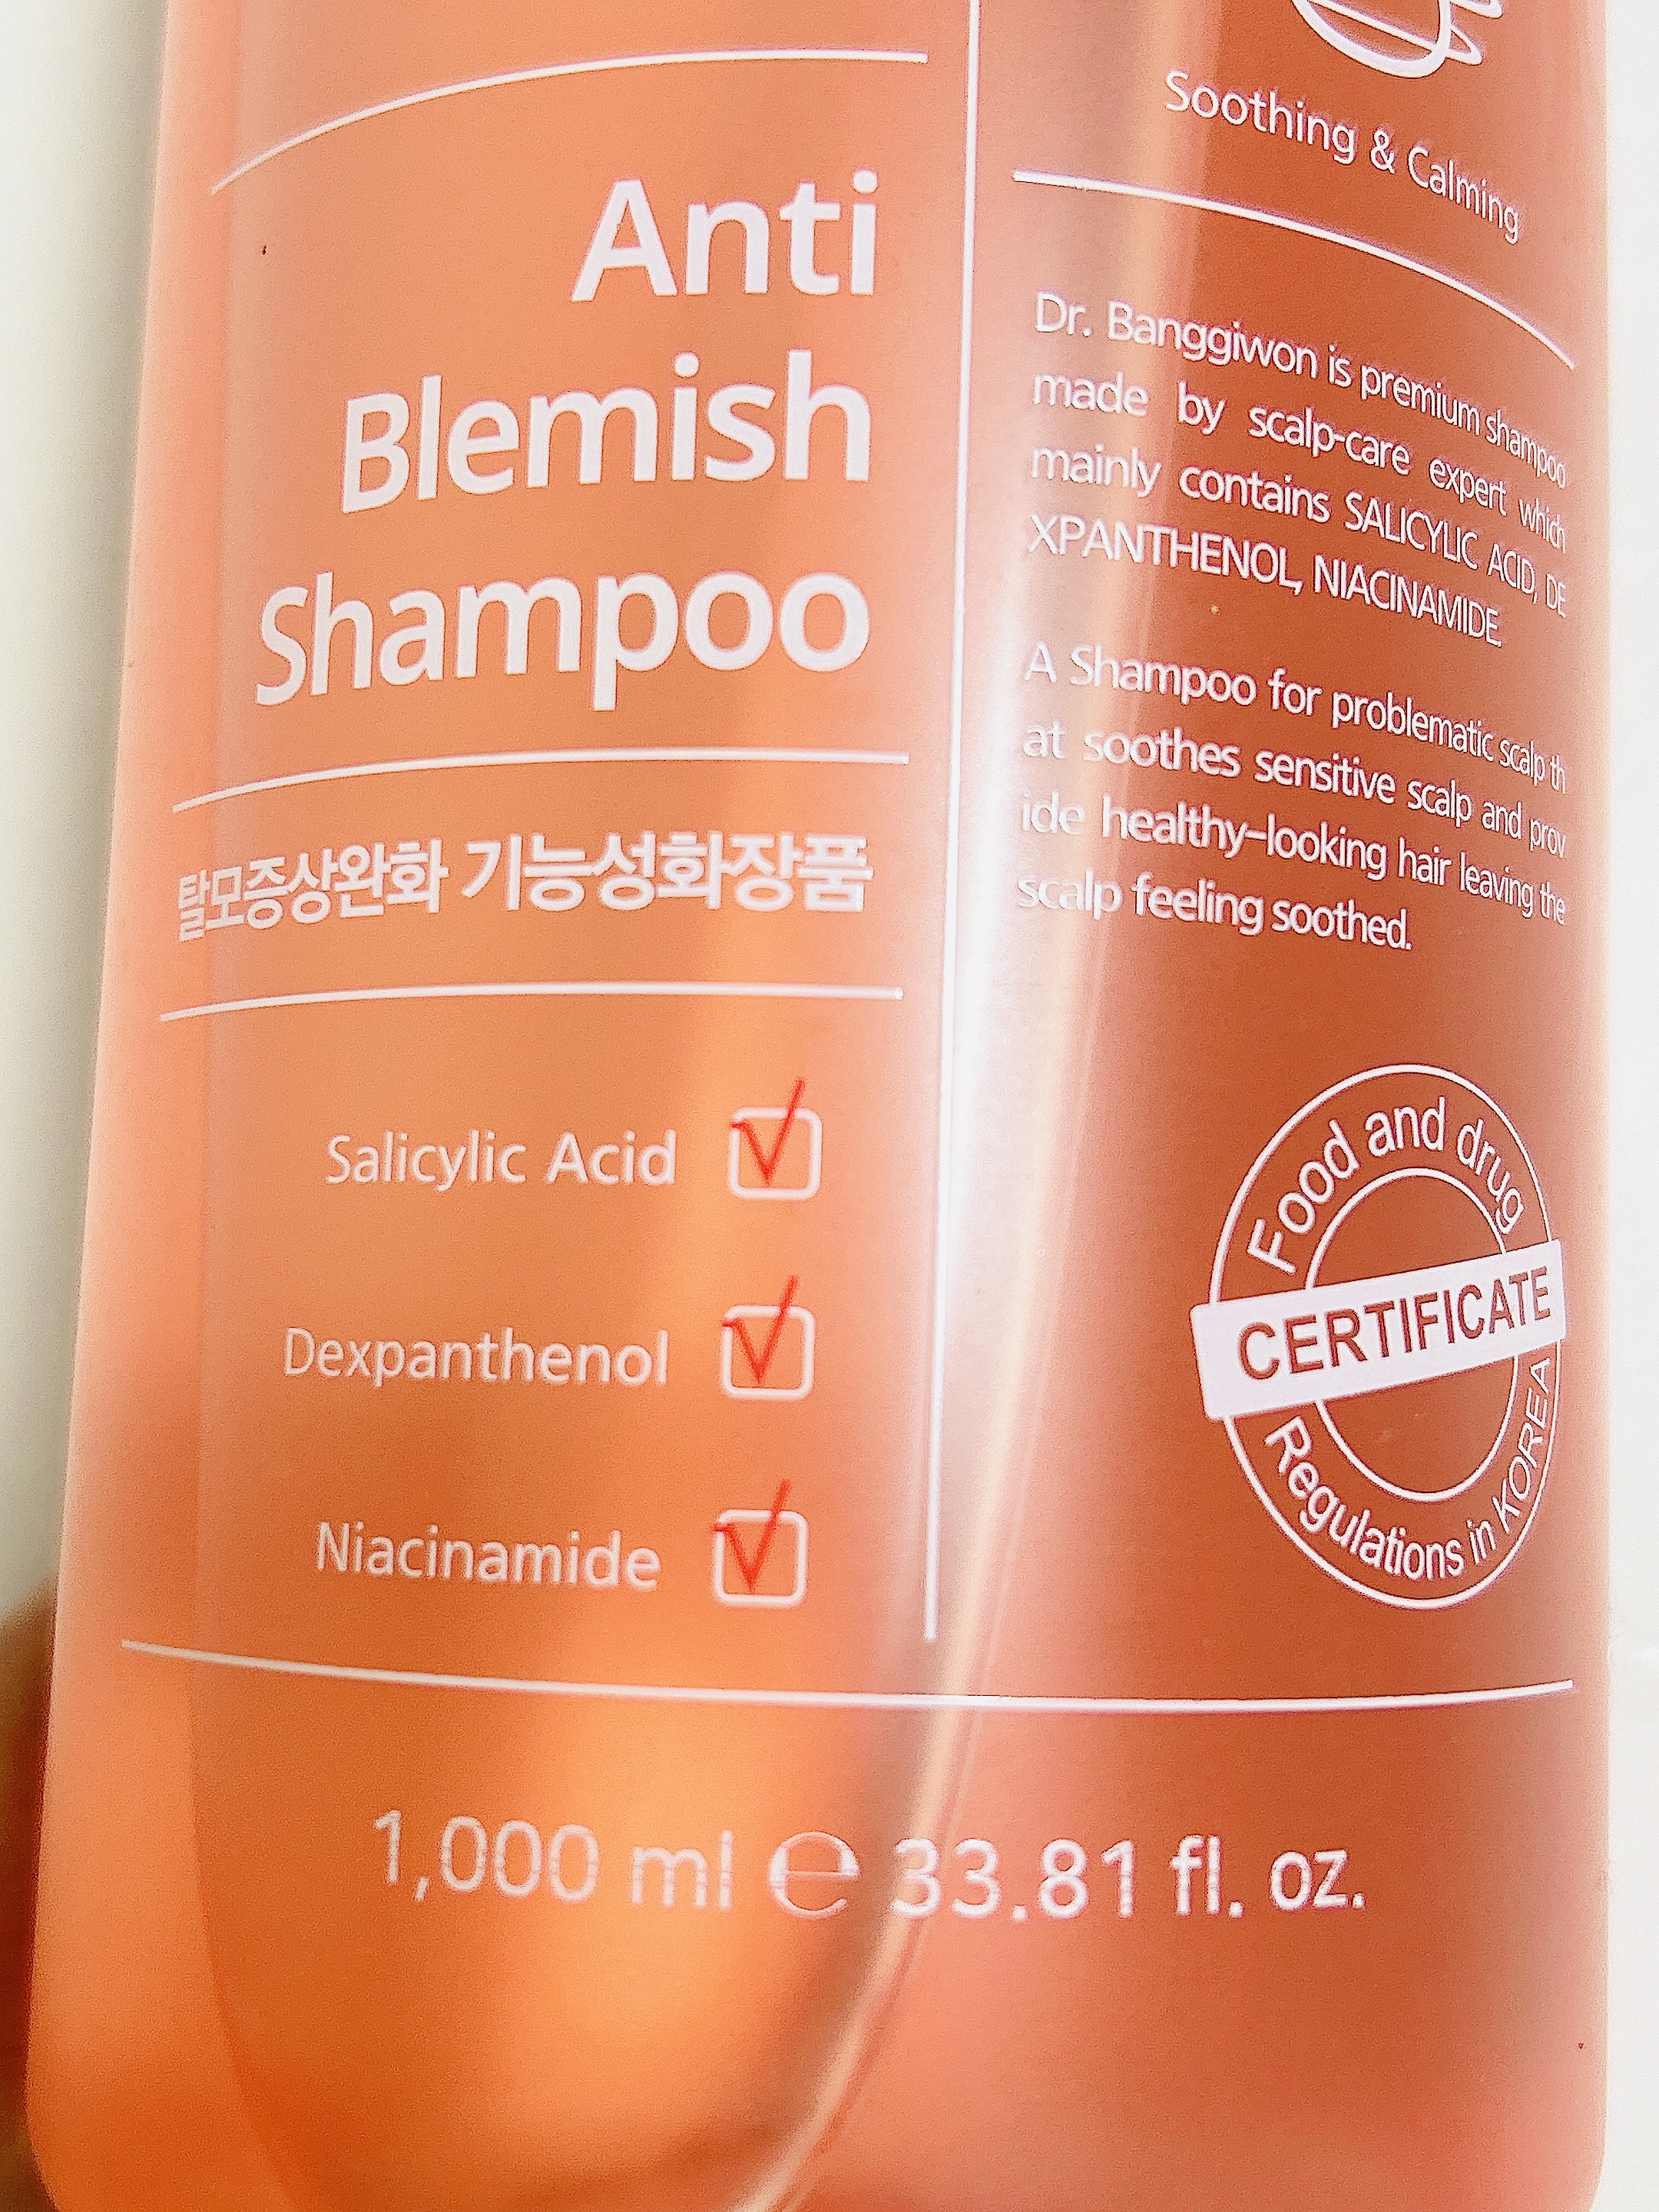 Anti
Blemish
Shampoo
탈모증상완화 기능성화장품
Salicylic Acid
Dexpanthenol
Niacinamide
Soothing & Calming
Dr. Banggiwon is premium shampoo
made by scalp-care expert which
mainly contains SALICYLIC ACID, DE
XPANTHENOL, NIACINAMIDE.
A Shampoo for problematic scalp th
at soothes sensitive scalp and prov
ide healthy-looking hair leaving the
scalp feeling soothed.
Food and drug
CERTIFICATE
Regulations in KOREA
1,000 ml ℮ 33.81 fl. oz.